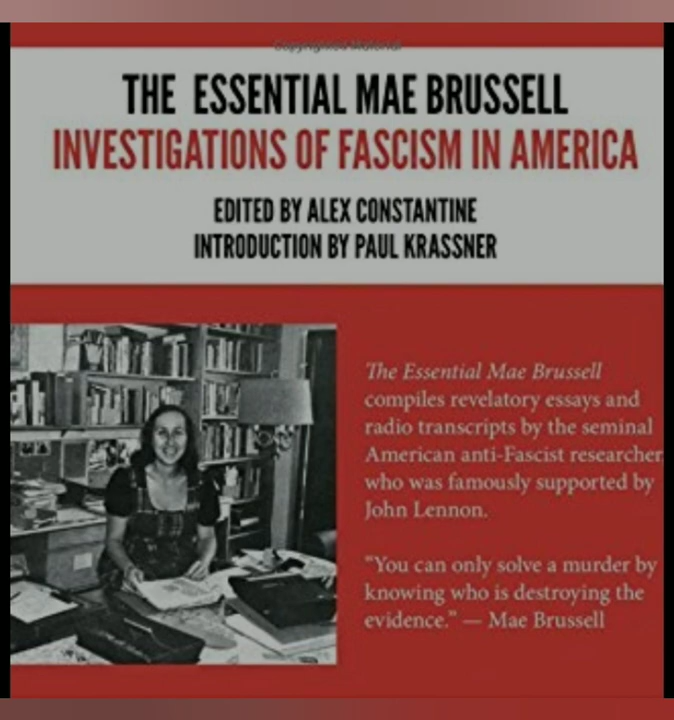 Copyrighted Material
THE ESSENTIAL MAE BRUSSELL
INVESTIGATIONS OF FASCISM IN AMERICA
EDITED BY ALEX CONSTANTINE
INTRODUCTION BY PAUL KRASSNER
The Essential Mae Brussell
compiles revelatory essays and
radio transcripts by the seminal
American anti-Fascist researcher
who was famously supported by
John Lennon.
“You can only solve a murder by
knowing who is destroying the
evidence.” — Mae Brussell